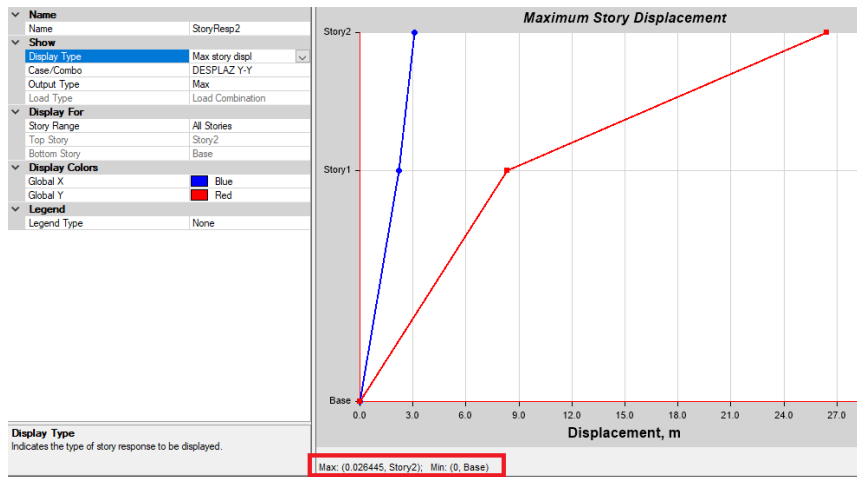 Name
Name StoryResp2
Show
Display Type Max story displ
Case/Combo DESPLAZ Y-Y
Output Type Max
Load Type Load Combination
Display For
Story Range All Stories
Top Story Story2
Bottom Story Base
Display Colors
Global X Blue
Global Y Red
Legend
Legend Type None
Display Type
Indicates the type of story response to be displayed.
Maximum Story Displacement
Story2
Story1
Base
0.0 3.0 6.0 9.0 12.0 15.0 18.0 21.0 24.0 27.0
Displacement, m
Max: (0.026445, Story2); Min: (0, Base)